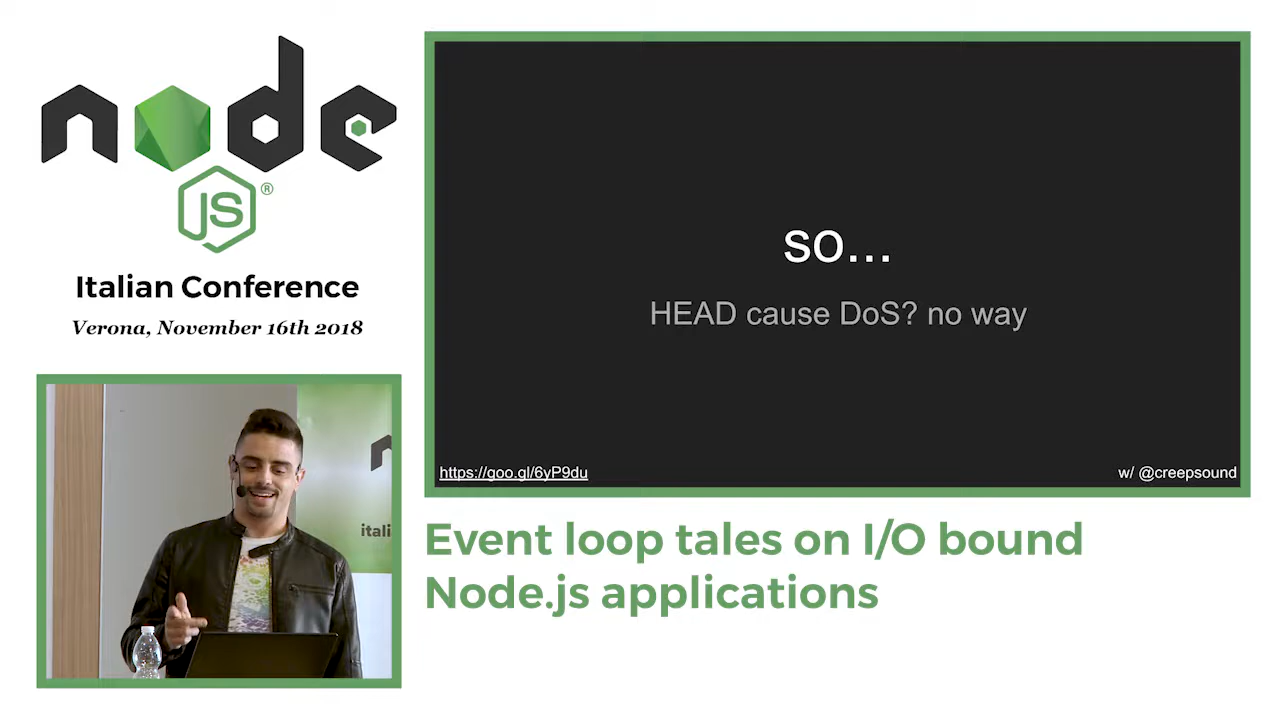 node
JS®
Italian Conference
Verona, November 16th 2018
so...
HEAD cause DoS? no way
https://goo.gl/6yP9du
w/ @creepsound
itali
Event loop tales on I/O bound
Node.js applications